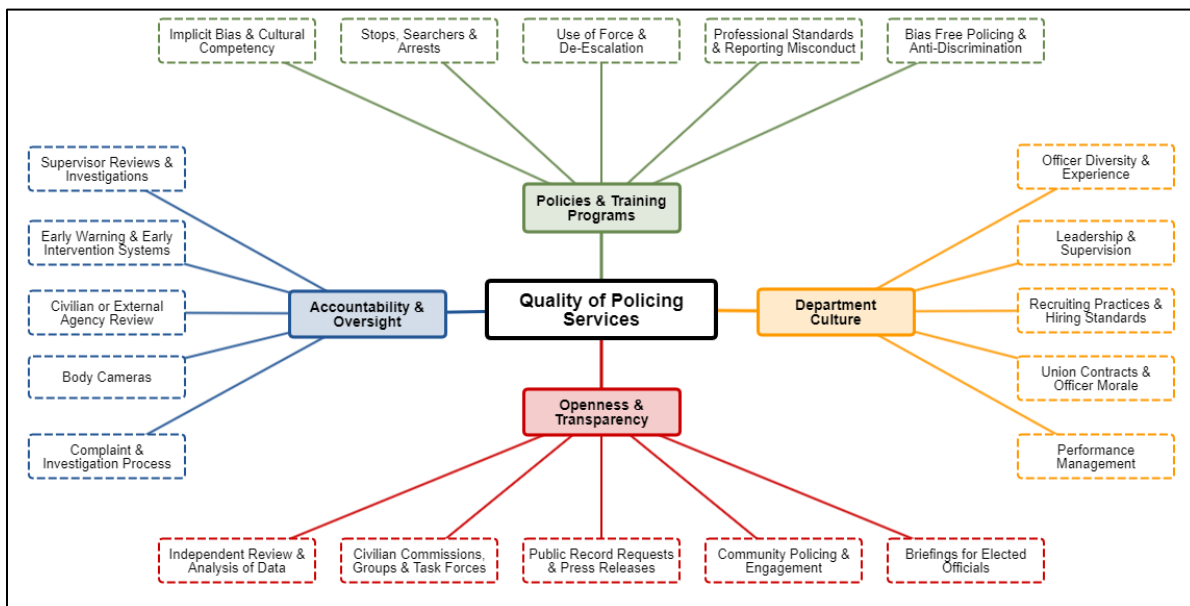 Implicit Bias & Cultural
Competency
Stops, Searchers &
Arrests
Use of Force &
De-Escalation
Professional Standards
& Reporting Misconduct
Bias Free Policing &
Anti-Discrimination
Policies & Training
Programs
Supervisor Reviews &
Investigations
Early Warning & Early
Intervention Systems
Civilian or External
Agency Review
Body Cameras
Complaint &
Investigation Process
Accountability &
Oversight
Quality of Policing
Services
Department
Culture
Officer Diversity &
Experience
Leadership &
Supervision
Recruiting Practices &
Hiring Standards
Union Contracts &
Officer Morale
Performance
Management
Openness &
Transparency
Independent Review &
Analysis of Data
Civilian Commissions,
Groups & Task Forces
Public Record Requests
& Press Releases
Community Policing &
Engagement
Briefings for Elected
Officials